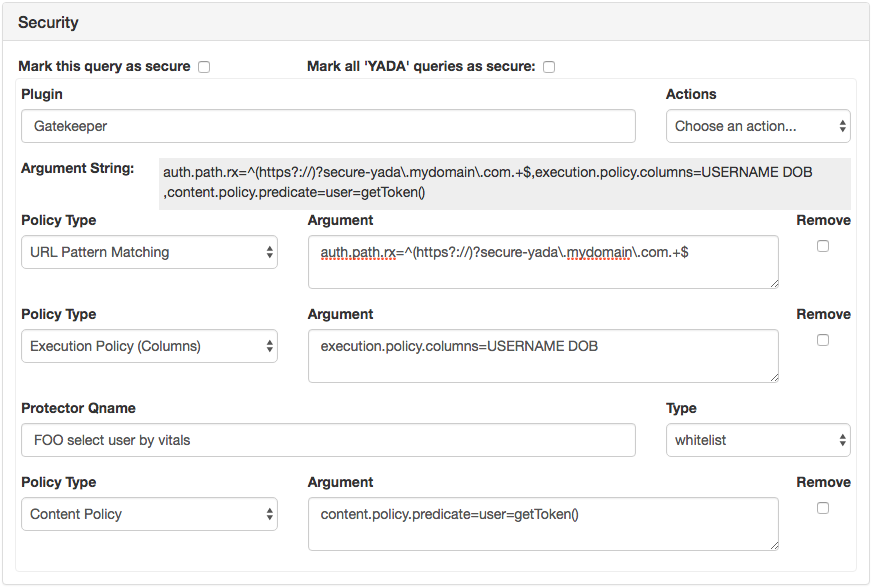 Security
Mark this query as secure Mark all 'YADA' queries as secure:
Plugin Actions
Gatekeeper Choose an action...
Argument String: auth.path.rx=^(https?://)?secure-yada\.mydomain\.com.+$,execution.policy.columns=USERNAME DOB
,content.policy.predicate=user=getToken()
Policy Type Argument Remove
URL Pattern Matching auth.path.rx=^(https?://)?secure-yada\.mydomain\.com.+$
Policy Type Argument Remove
Execution Policy (Columns) execution.policy.columns=USERNAME DOB
Protector Qname Type
FOO select user by vitals whitelist
Policy Type Argument Remove
Content Policy content.policy.predicate=user=getToken()